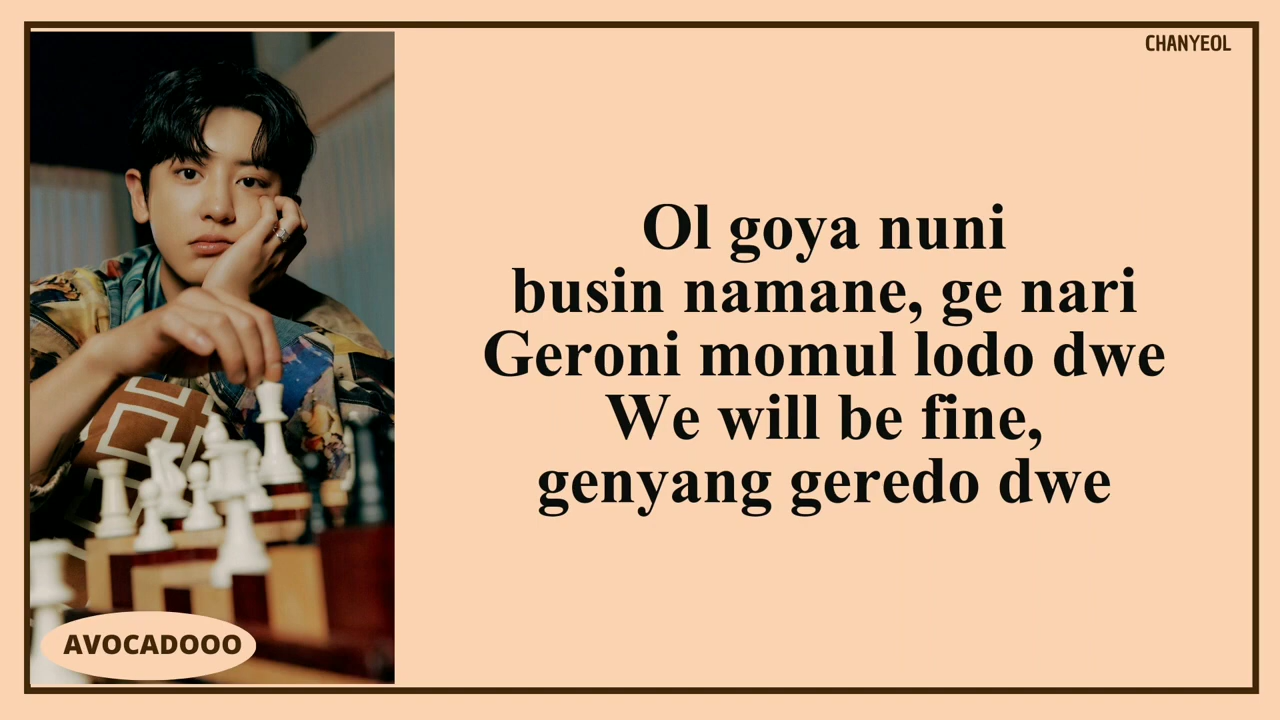 CHANYEOL
Ol goya nuni
busin namane, ge nari
Geroni momul lodo dwe
We will be fine,
genyang geredo dwe
AVOCADOOO